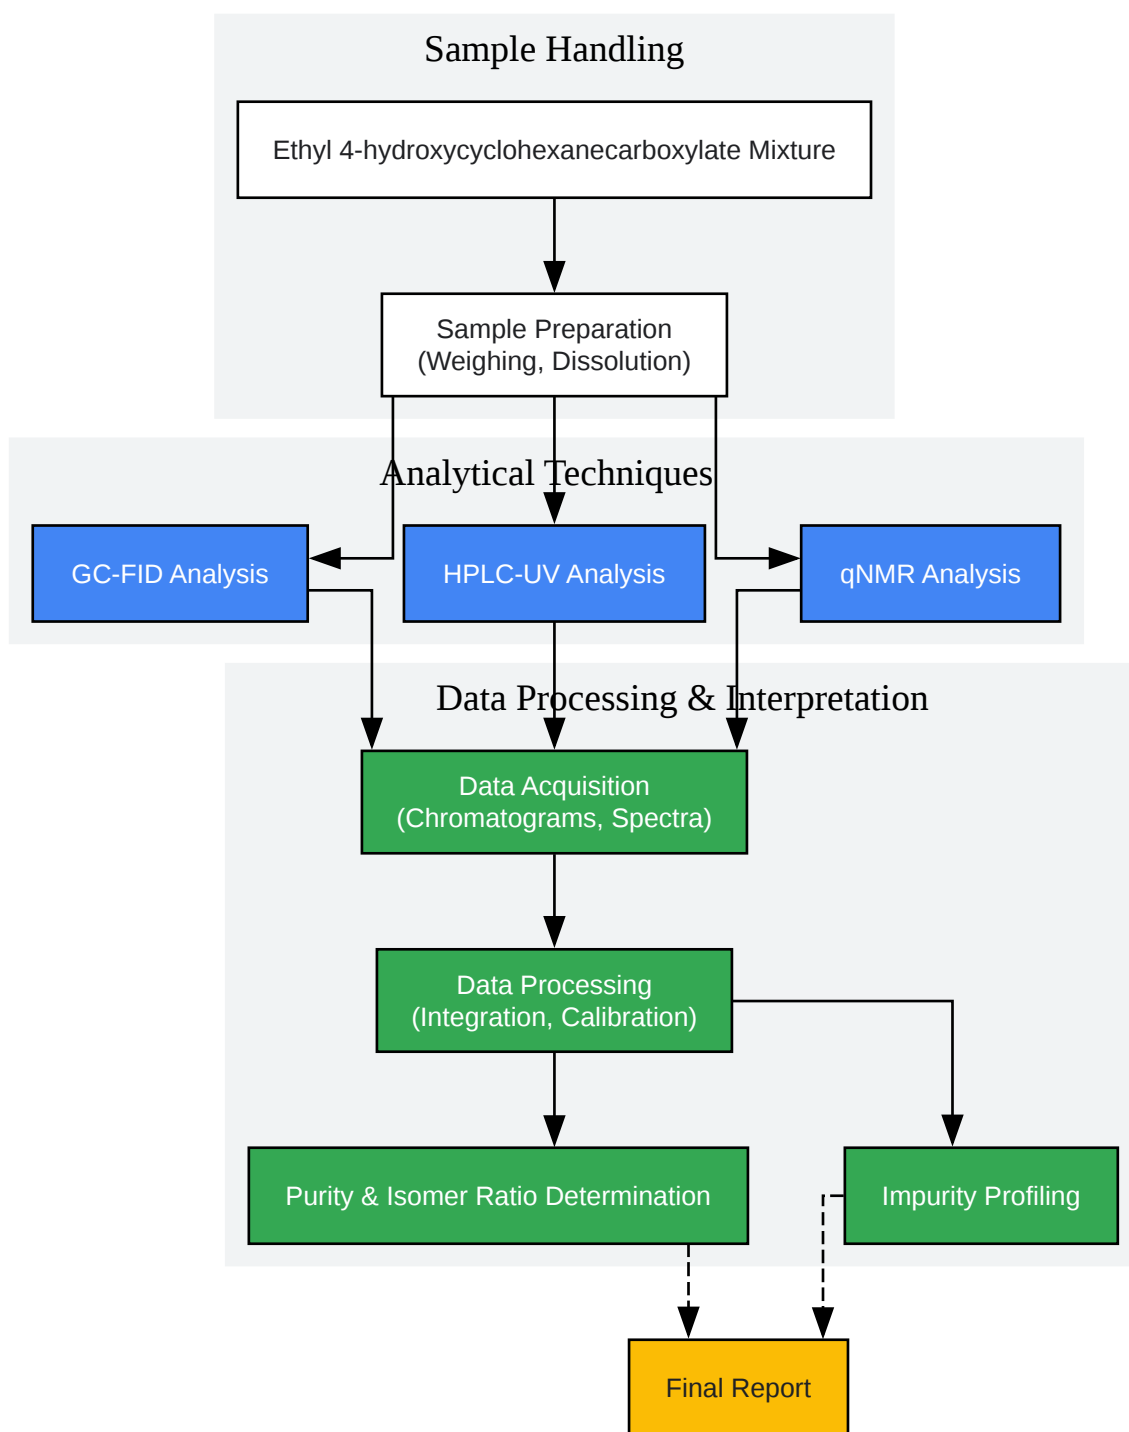 Sample Handling
Ethyl 4-hydroxycyclohexanecarboxylate Mixture
Sample Preparation
(Weighing, Dissolution)
Analytical Techniques
GC-FID Analysis
HPLC-UV Analysis
qNMR Analysis
Data Processing & Interpretation
Data Acquisition
(Chromatograms, Spectra)
Data Processing
(Integration, Calibration)
Purity & Isomer Ratio Determination
Impurity Profiling
Final Report